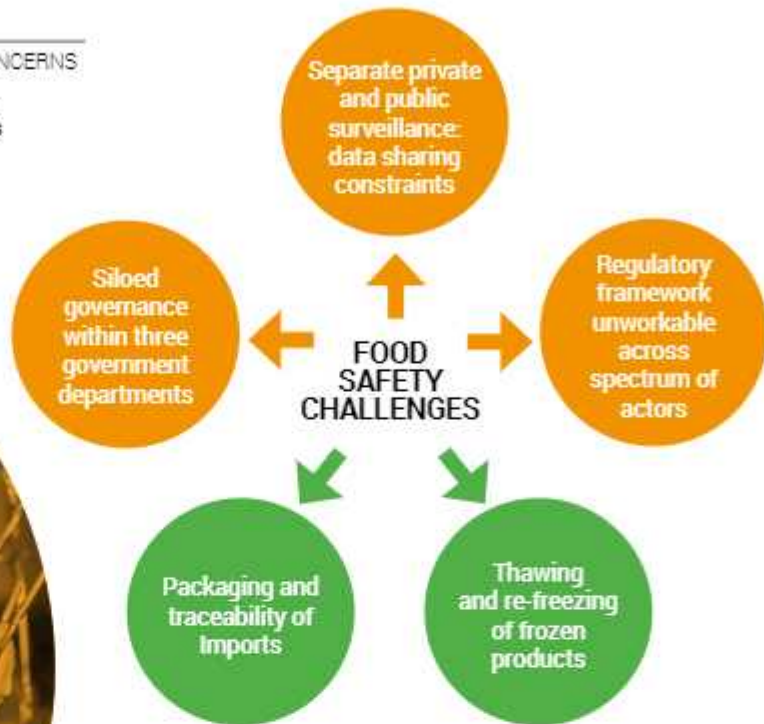 NCERNS
Separate private
and public
surveillance:
data sharing
constraints
Siloed
governance
within three
government
departments
Regulatory
framework
unworkable
across
spectrum of
actors
FOOD
SAFETY
CHALLENGES
Packaging and
traceability of
Imports
Thawing
and re-freezing
of frozen
products